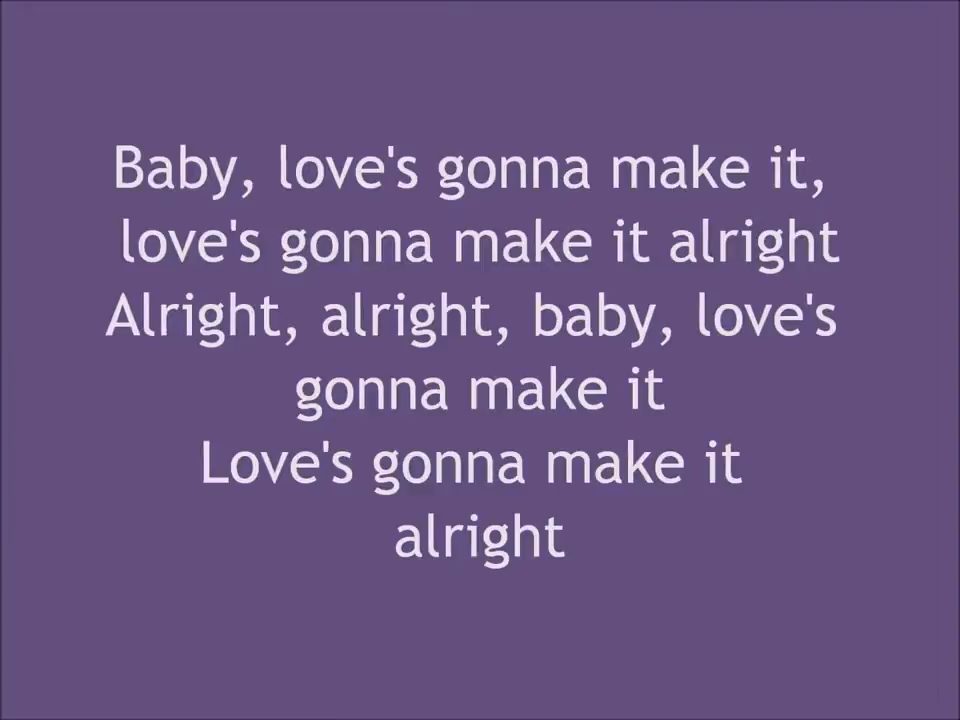 Baby, love's gonna make it,
love's gonna make it alright
Alright, alright, baby, love's
gonna make it
Love's gonna make it
alright